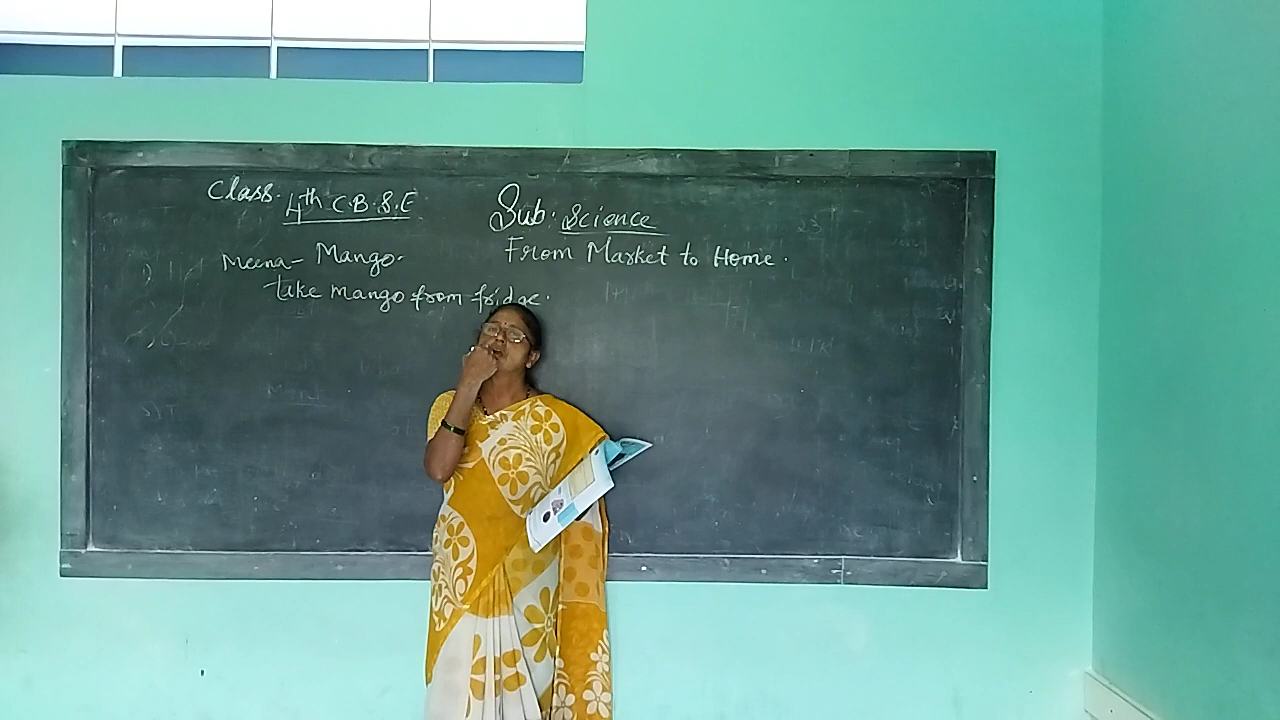 Class. 4th C.B.S.E
Sub. Science
From Market to Home.
Meena- Mango.
take mango from fridge.